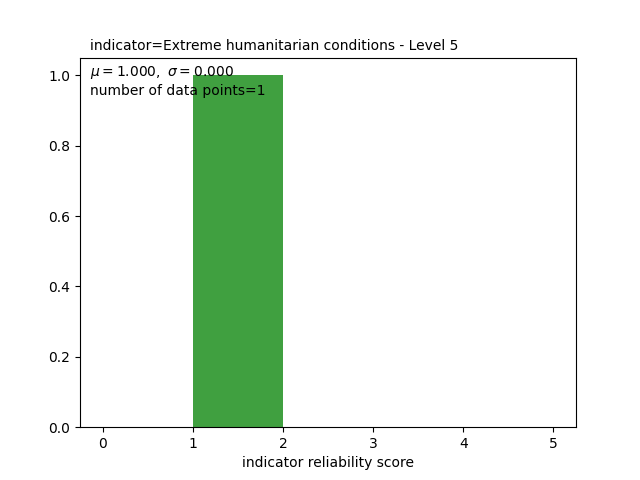 indicator=Extreme humanitarian conditions - Level 5
μ = 1.000, σ = 0.000
number of data points=1
1.0
0.8
0.6
0.4
0.2
0.0
0 1 2 3 4 5
indicator reliability score